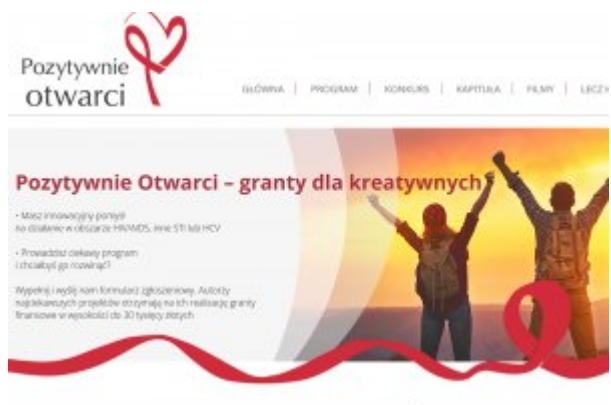 Pozytywnie
otwarci
GŁÓWNA | PROGRAM | KONKURS | KAPITUŁA | FILMY | LECZ
Pozytywnie Otwarci – granty dla kreatywnych
• Masz innowacyjny pomysł
na działanie w obszarze HIV/AIDS, inne STI lub HCV
• Prowadzisz ciekawy program
i chciałbyś go rozwinąć?
Wypełnij i wyślij nam formularz zgłoszeniowy. Autorzy
najciekawszych projektów otrzymają na ich realizację granty
finansowe w wysokości do 30 tysięcy złotych